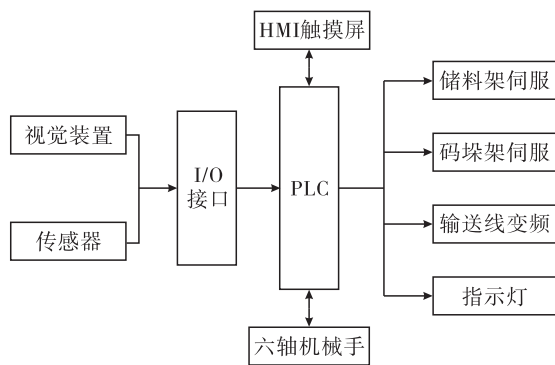 HMI触摸屏
储料架伺服
视觉装置
码垛架伺服
I/O
接口
PLC
传感器
输送线变频
指示灯
六轴机械手